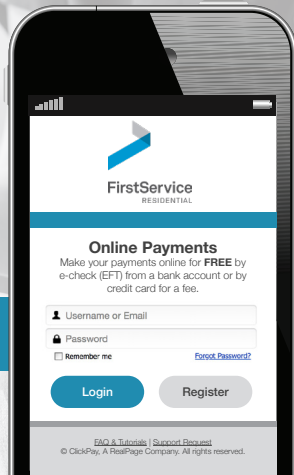 FirstService
RESIDENTIAL
Online Payments
Make your payments online for FREE by
e-check (EFT) from a bank account or by
credit card for a fee.
Username or Email
Password
Remember me Forgot Password?
Login Register
FAQ & Tutorials | Support Request
© ClickPay, A RealPage Company. All rights reserved.